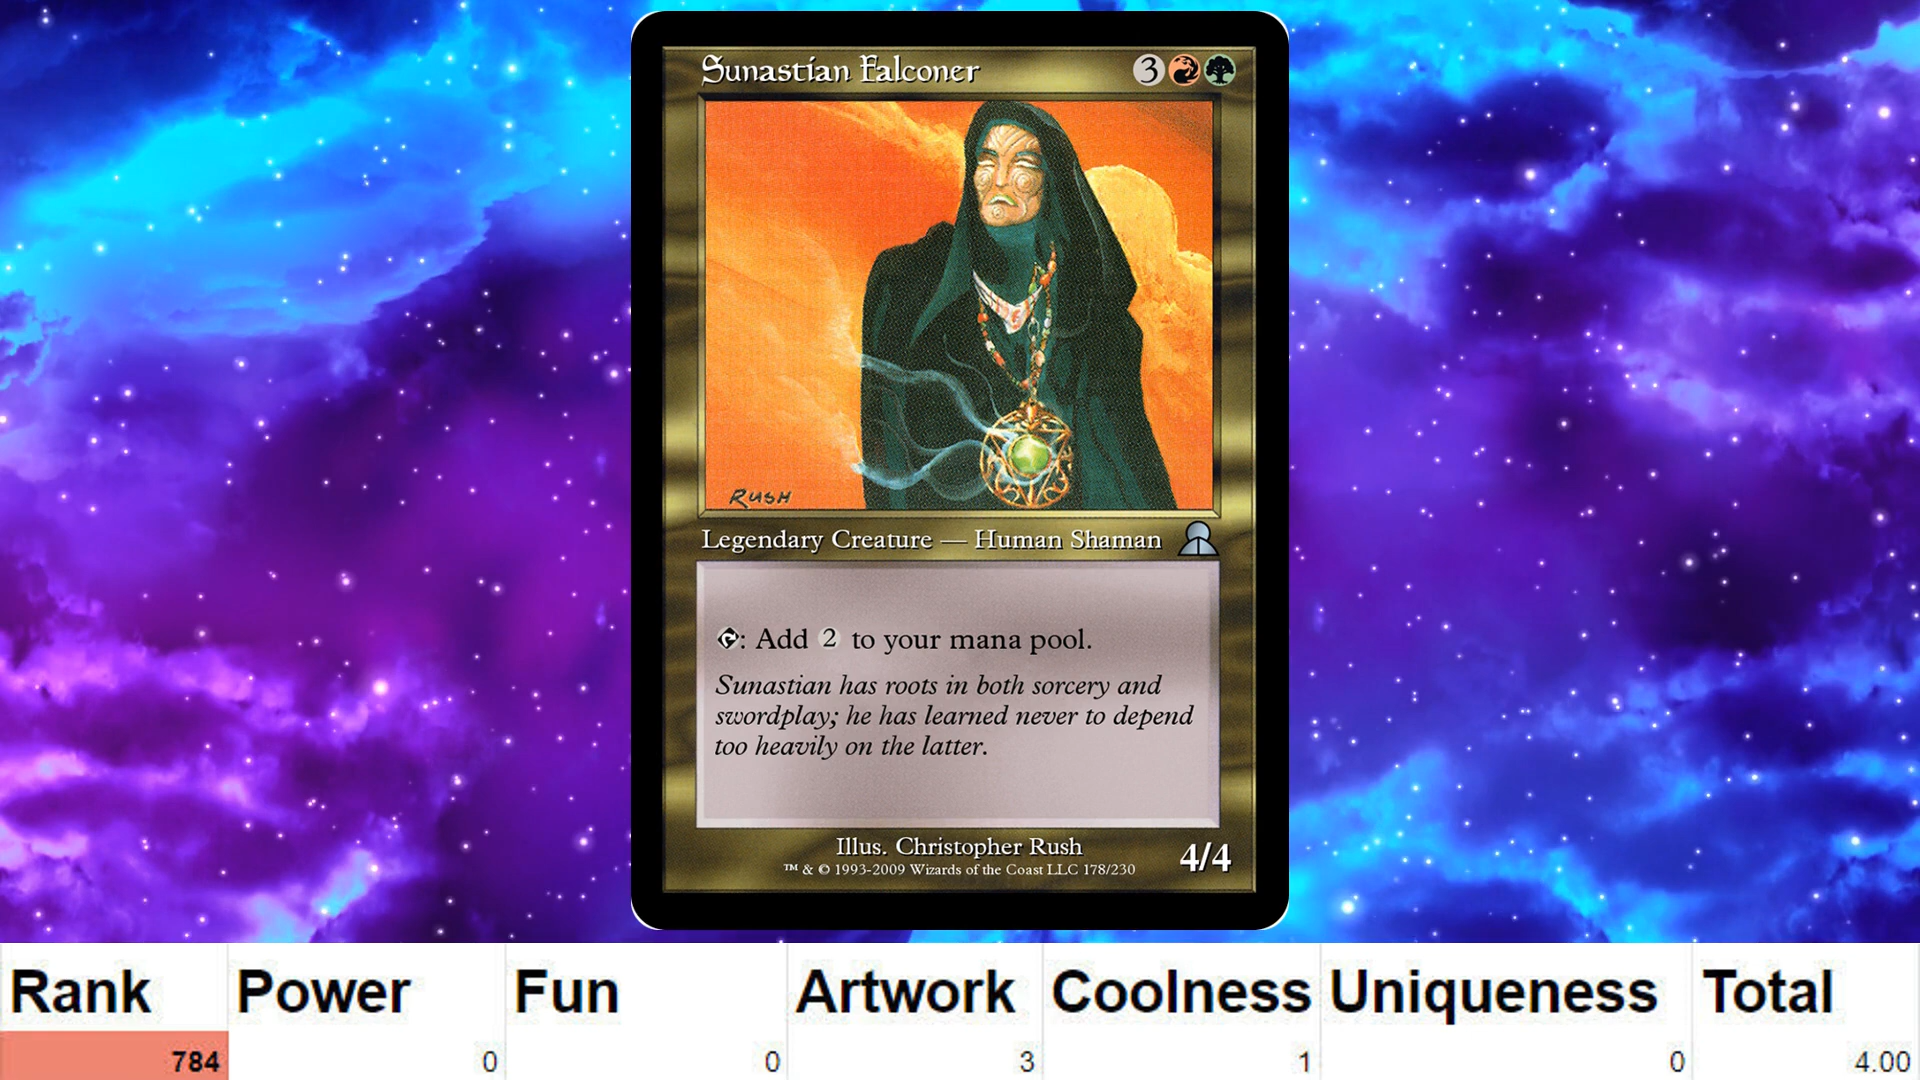 Sunastian Falconer 3
RUSH
Legendary Creature — Human Shaman
: Add 2 to your mana pool.
Sunastian has roots in both sorcery and
swordplay; he has learned never to depend
too heavily on the latter.
Illus. Christopher Rush
4/4
™ & © 1993-2009 Wizards of the Coast LLC 178/230
Rank Power Fun Artwork Coolness Uniqueness Total
784 0 0 3 1 0 4.00